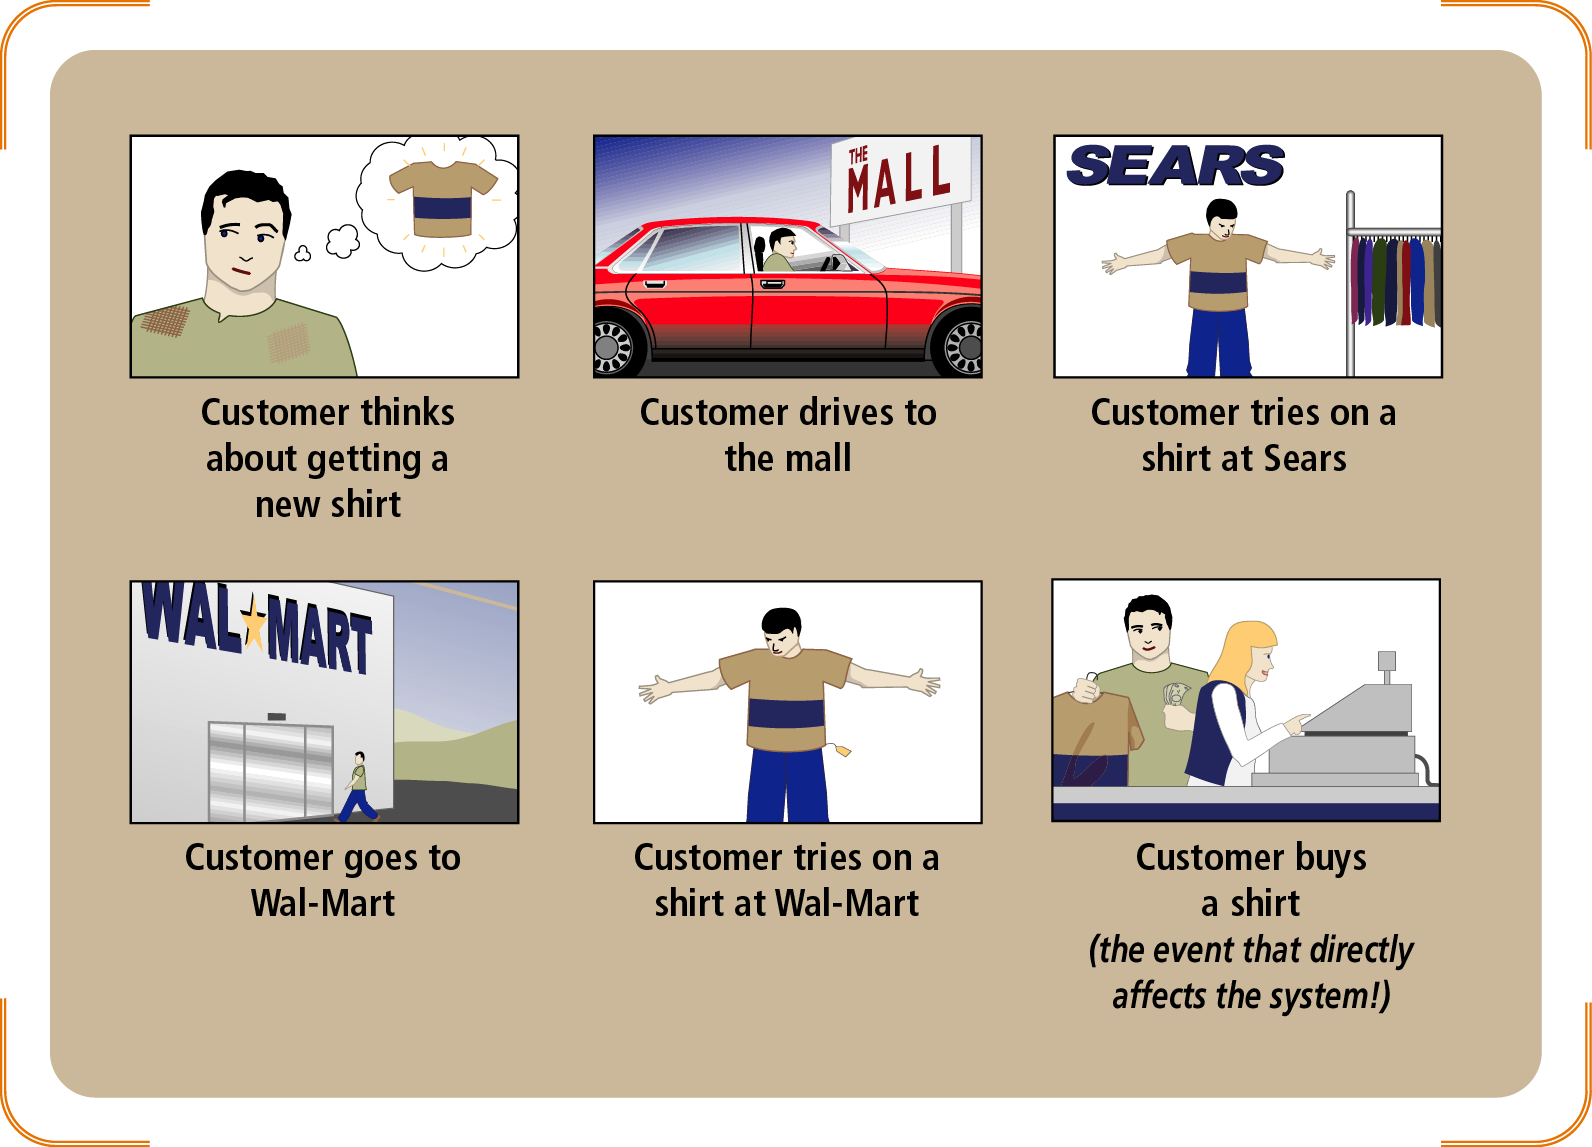 THE
MALL
SEARS
Customer thinks
about getting a
new shirt
Customer drives to
the mall
Customer tries on a
shirt at Sears
WAL★MART
Customer goes to
Wal-Mart
Customer tries on a
shirt at Wal-Mart
Customer buys
a shirt
(the event that directly
affects the system!)